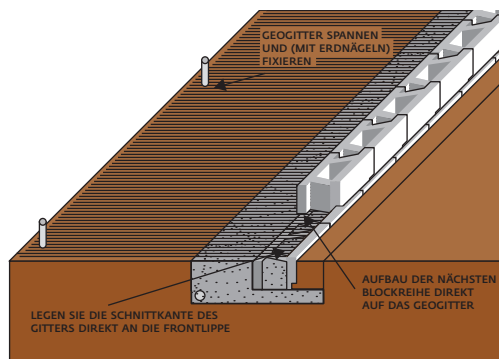 GEOGITTER SPANNEN
UND (MIT ERDNÄGELN)
FIXIEREN
AUFBAU DER NÄCHSTEN
BLOCKREIHE DIREKT
AUF DAS GEOGITTER
LEGEN SIE DIE SCHNITTKANTE DES
GITTERS DIREKT AN DIE FRONTLIPPE